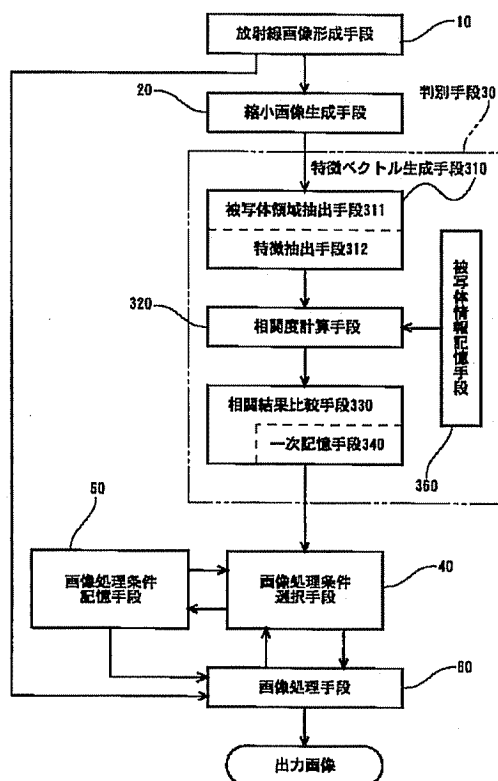 放射線画像形成手段
10
20
縮小画像生成手段
判別手段30
特徴ベクトル生成手段310
被写体領域抽出手段311
特徴抽出手段312
320
相関度計算手段
被写体情報記憶手段
相関結果比較手段330
一次記憶手段340
360
50
画像処理条件
記憶手段
画像処理条件
選択手段
40
画像処理手段
60
出力画像